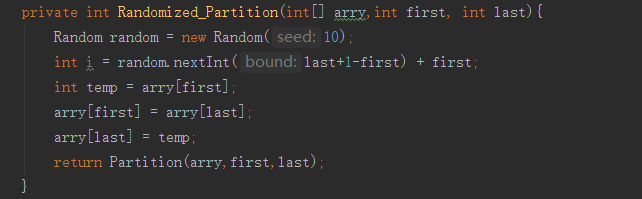 private int Randomized_Partition(int[] arry,int first, int last){
Random random = new Random( seed: 10);
int i = random.nextInt( bound: last+1-first) + first;
int temp = arry[first];
arry[first] = arry[last];
arry[last] = temp;
return Partition(arry,first,last);
}